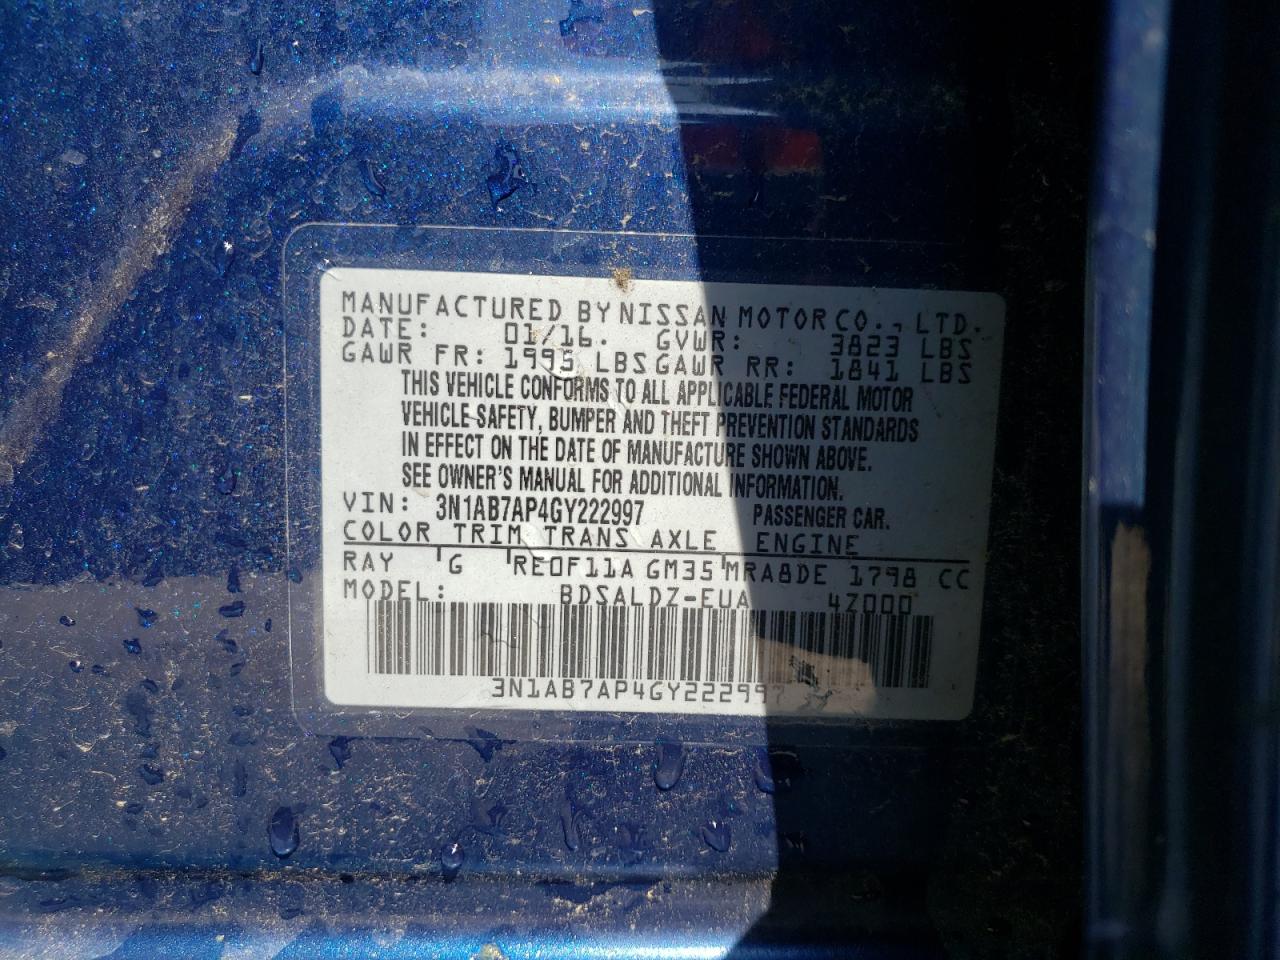 MANUFACTURED BY NISSAN MOTOR CO., LTD.
DATE: 01/16. GVWR: 3823 LBS
GAWR FR: 1995 LBS GAWR RR: 1841 LBS
THIS VEHICLE CONFORMS TO ALL APPLICABLE FEDERAL MOTOR
VEHICLE SAFETY, BUMPER AND THEFT PREVENTION STANDARDS
IN EFFECT ON THE DATE OF MANUFACTURE SHOWN ABOVE.
SEE OWNER'S MANUAL FOR ADDITIONAL INFORMATION.
VIN: 3N1AB7AP4GY222997 PASSENGER CAR.
COLOR TRIM TRANS AXLE ENGINE
RAY G RE0F11A GM35 MRA8DE 1798 CC
MODEL: BDSALDZ-EUA 4Z000
3N1AB7AP4GY222997